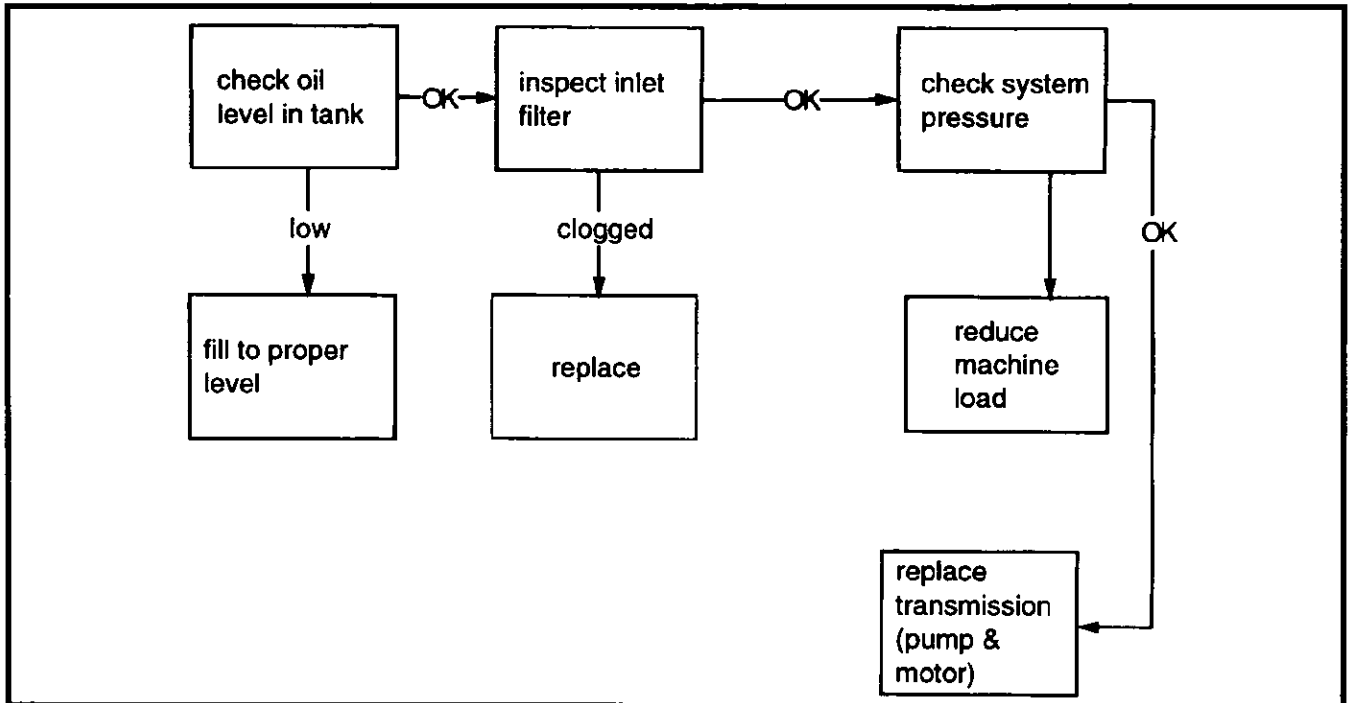 check oil
level in tank
OK
inspect inlet
filter
OK
check system
pressure
low
clogged
OK
fill to proper
level
replace
reduce
machine
load
replace
transmission
(pump &
motor)